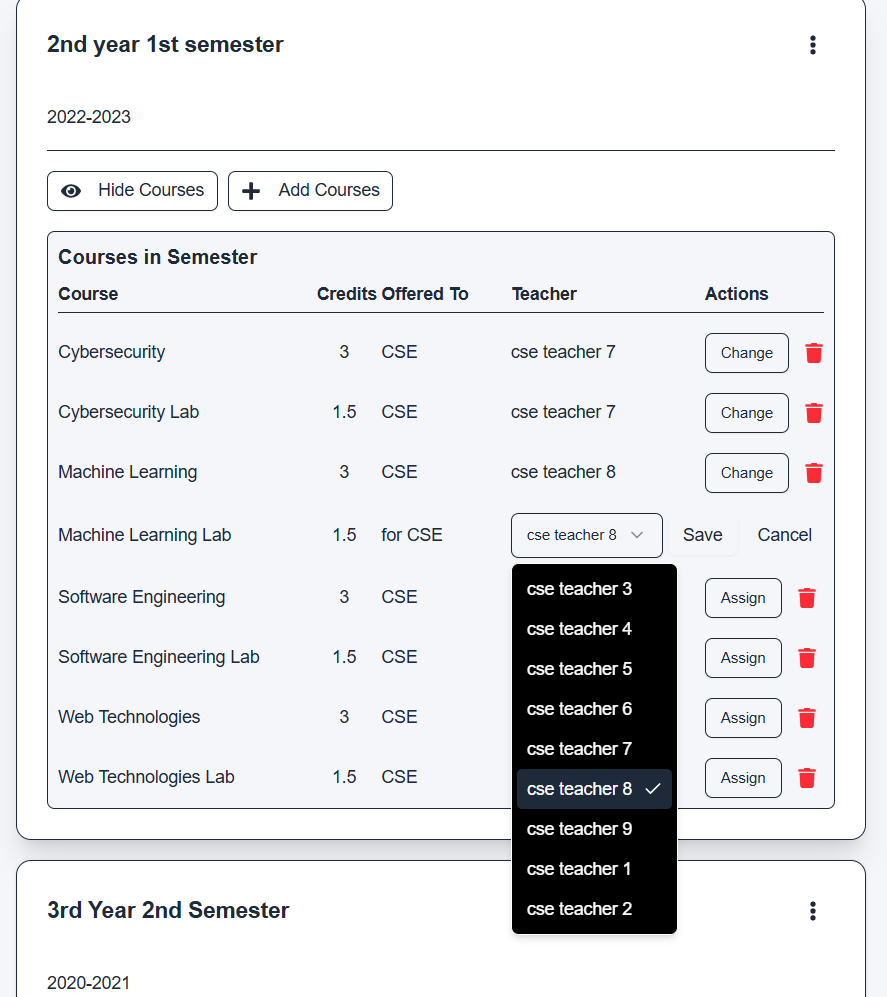 2nd year 1st semester
2022-2023
Hide Courses Add Courses
Courses in Semester
Course Credits Offered To Teacher Actions
Cybersecurity 3 CSE cse teacher 7 Change
Cybersecurity Lab 1.5 CSE cse teacher 7 Change
Machine Learning 3 CSE cse teacher 8 Change
Machine Learning Lab 1.5 for CSE cse teacher 8 Save Cancel
cse teacher 3
Software Engineering 3 CSE Assign
cse teacher 4
Software Engineering Lab 1.5 CSE Assign
cse teacher 5
cse teacher 6
Web Technologies 3 CSE Assign
cse teacher 7
Web Technologies Lab 1.5 CSE Assign
cse teacher 8
cse teacher 9
cse teacher 1
cse teacher 2
3rd Year 2nd Semester
2020-2021